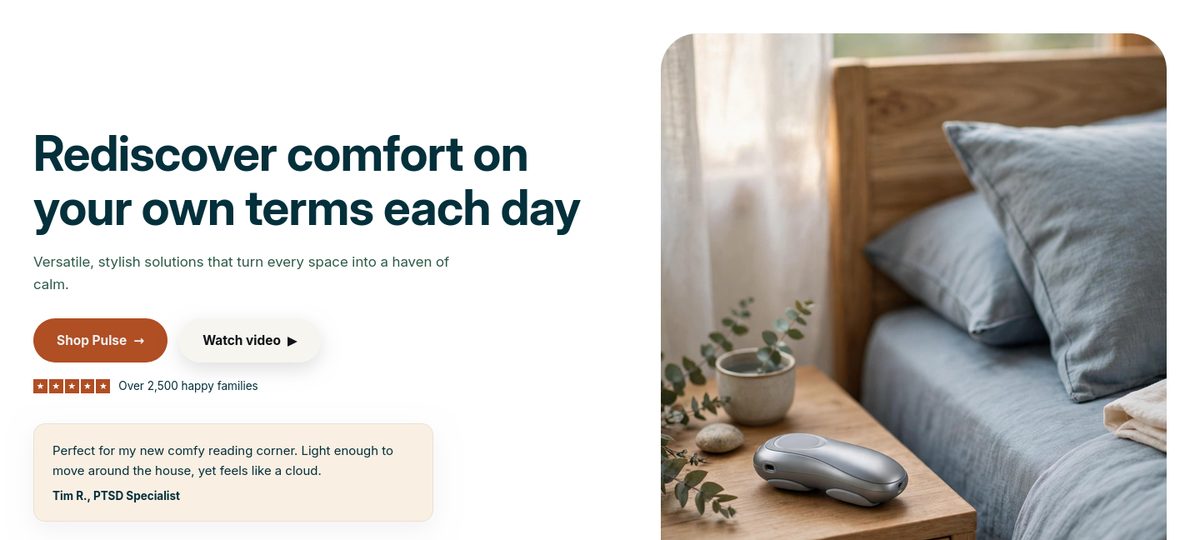 Rediscover comfort on
your own terms each day
Versatile, stylish solutions that turn every space into a haven of
calm.
Shop Pulse →
Watch video ▶
Over 2,500 happy families
Perfect for my new comfy reading corner. Light enough to
move around the house, yet feels like a cloud.
Tim R., PTSD Specialist